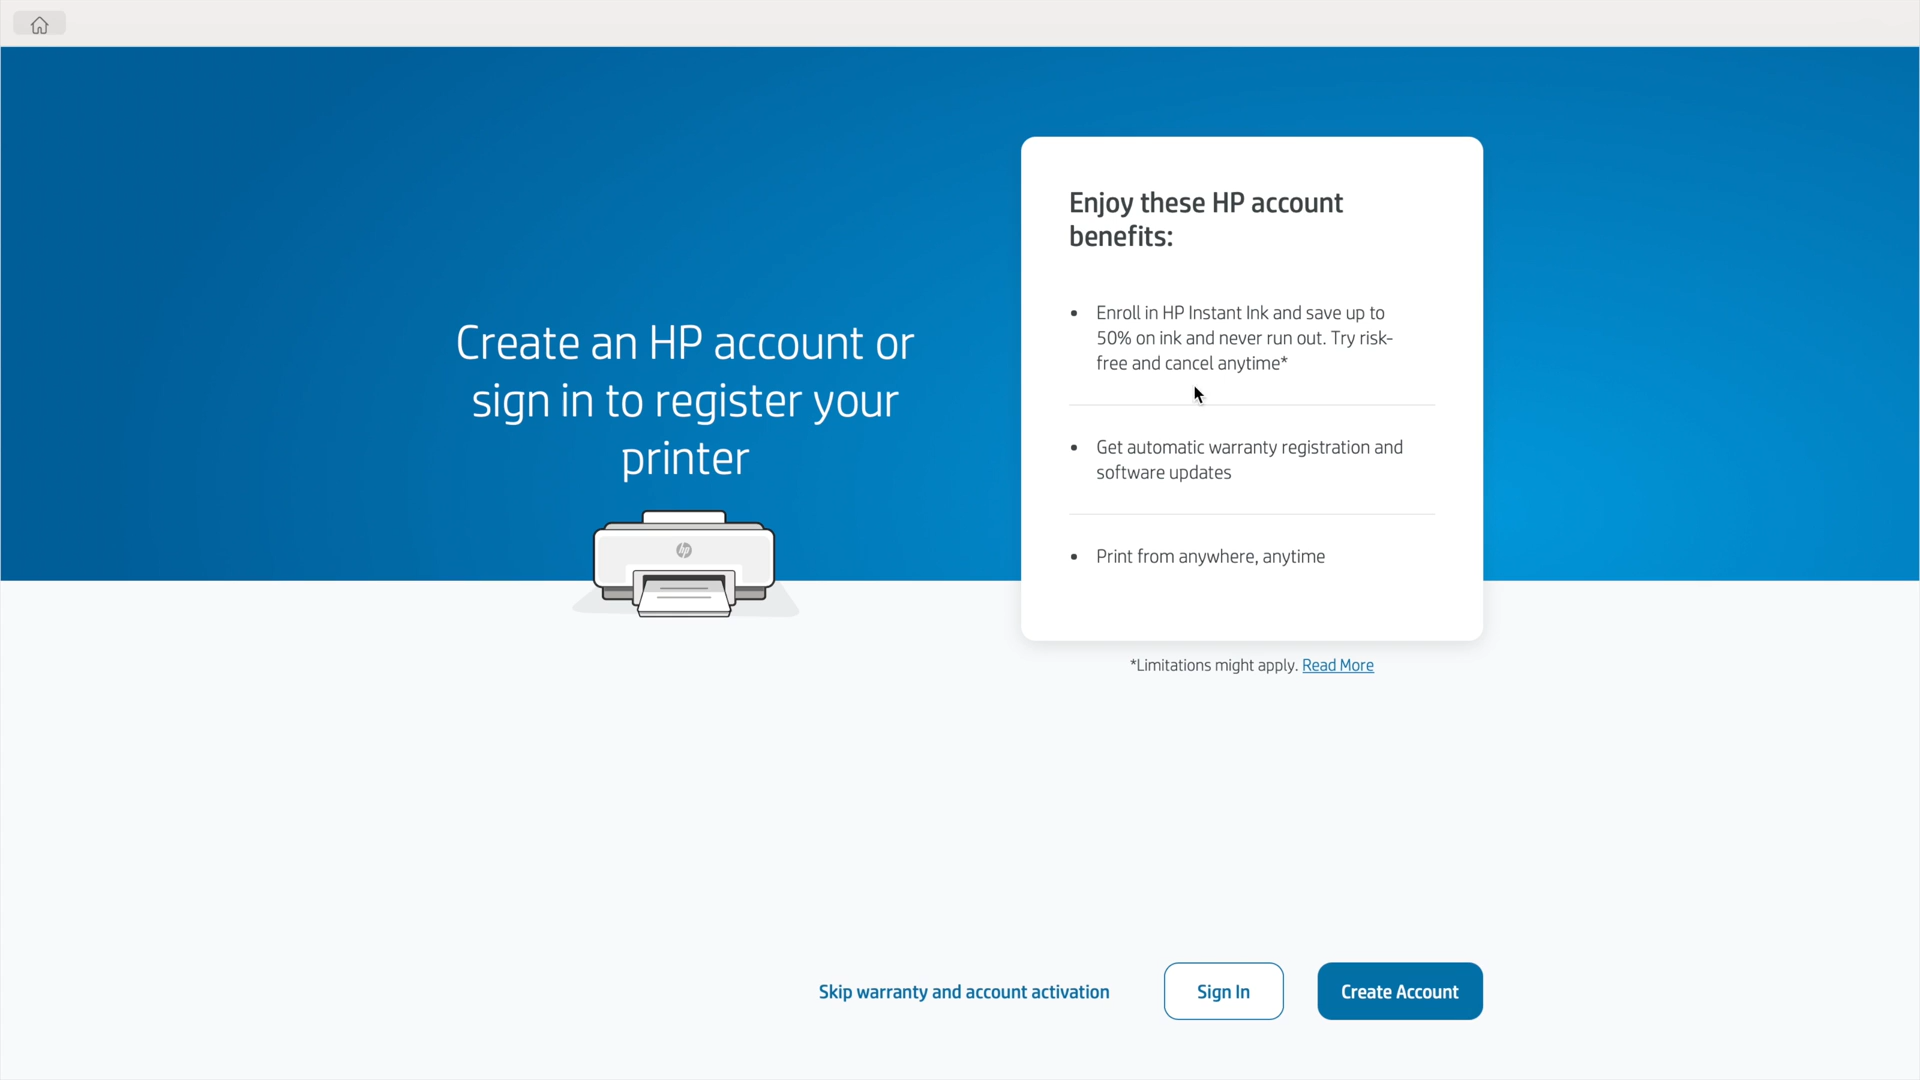 Create an HP account or
sign in to register your
printer
hp
Enjoy these HP account
benefits:
• Enroll in HP Instant Ink and save up to
50% on ink and never run out. Try risk-
free and cancel anytime*
• Get automatic warranty registration and
software updates
• Print from anywhere, anytime
*Limitations might apply. Read More
Skip warranty and account activation
Sign In
Create Account